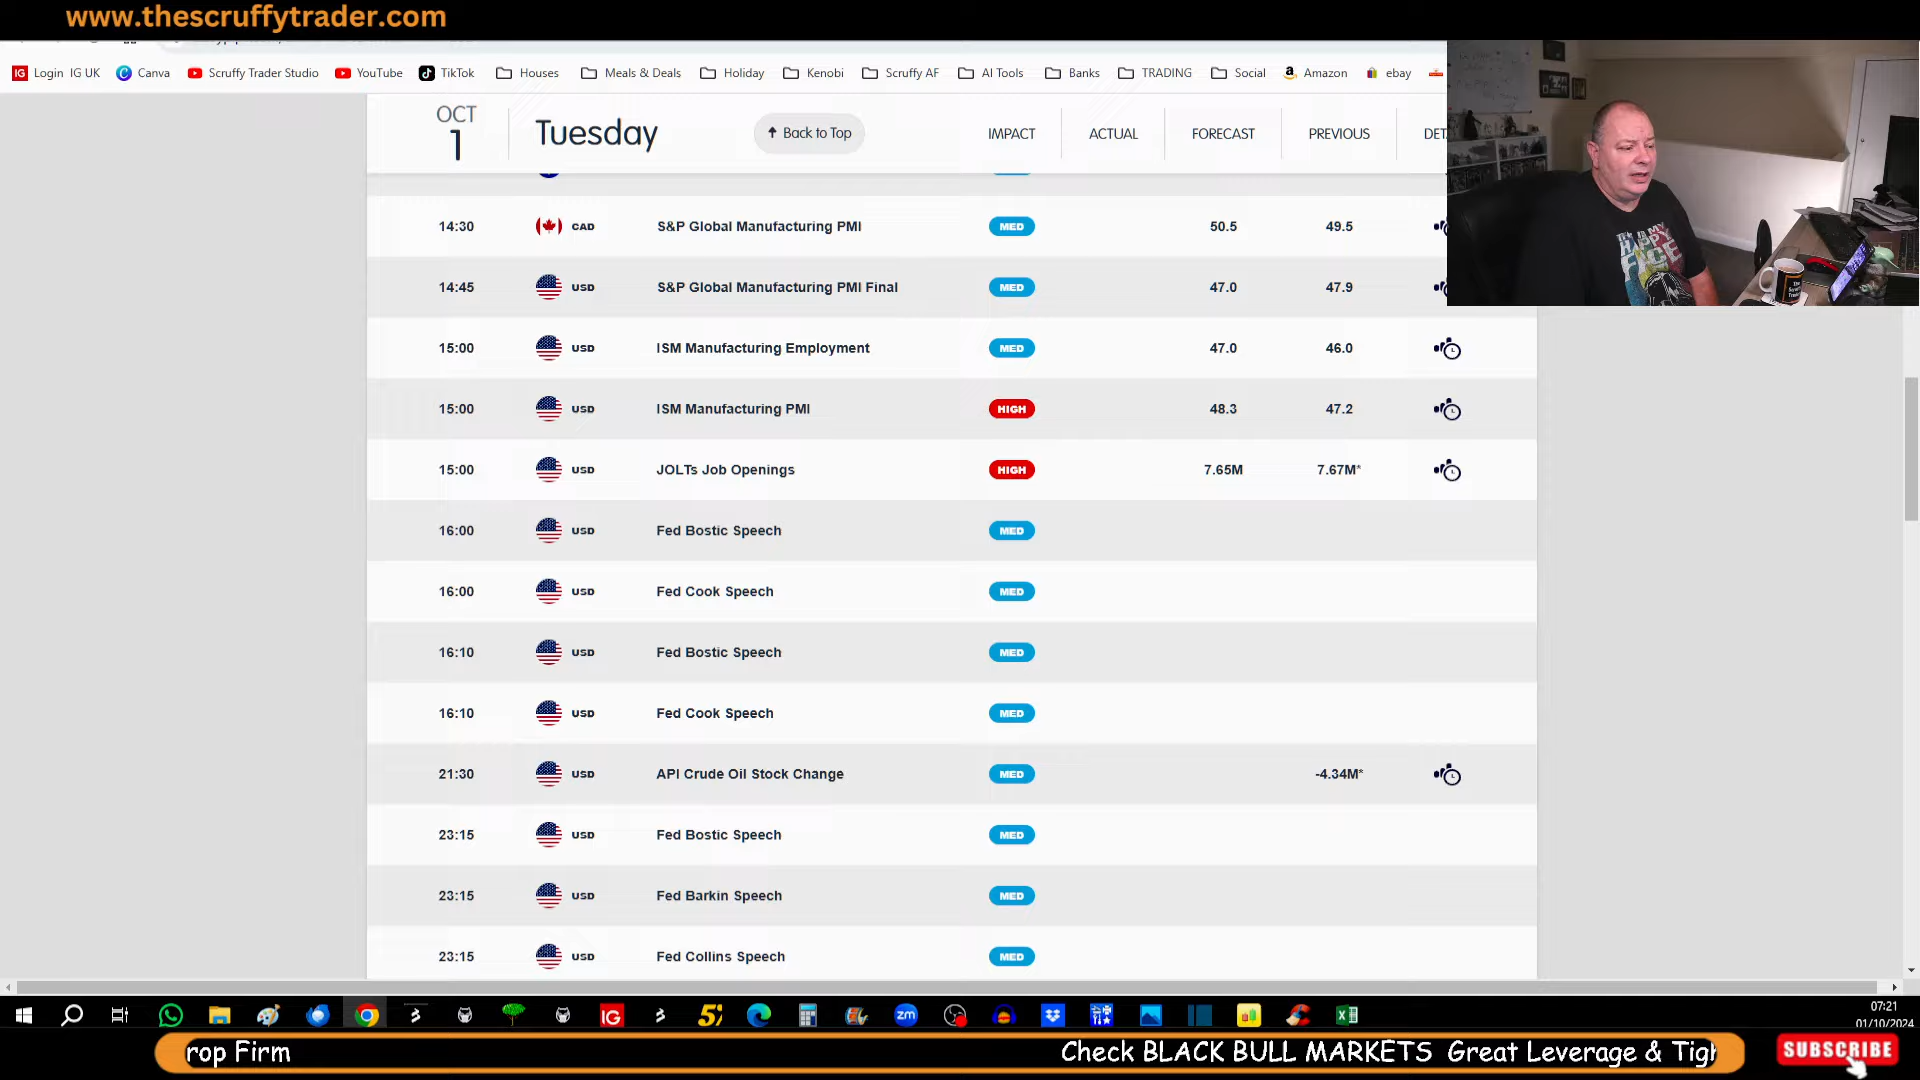 www.thescruffytrader.com
IG Login IG UK Canva Scruffy Trader Studio YouTube TikTok Houses Meals & Deals Holiday Kenobi Scruffy AF AI Tools Banks TRADING Social Amazon ebay
OCT
1 Tuesday Back to Top IMPACT ACTUAL FORECAST PREVIOUS DET
14:30 CAD S&P Global Manufacturing PMI MED 50.5 49.5
14:45 USD S&P Global Manufacturing PMI Final MED 47.0 47.9
15:00 USD ISM Manufacturing Employment MED 47.0 46.0
15:00 USD ISM Manufacturing PMI HIGH 48.3 47.2
15:00 USD JOLTs Job Openings HIGH 7.65M 7.67M*
16:00 USD Fed Bostic Speech MED
16:00 USD Fed Cook Speech MED
16:10 USD Fed Bostic Speech MED
16:10 USD Fed Cook Speech MED
21:30 USD API Crude Oil Stock Change MED -4.34M*
23:15 USD Fed Bostic Speech MED
23:15 USD Fed Barkin Speech MED
23:15 USD Fed Collins Speech MED
IG zm 07:21
01/10/2024
rop Firm Check BLACK BULL MARKETS Great Leverage & Tigh SUBSCRIBE